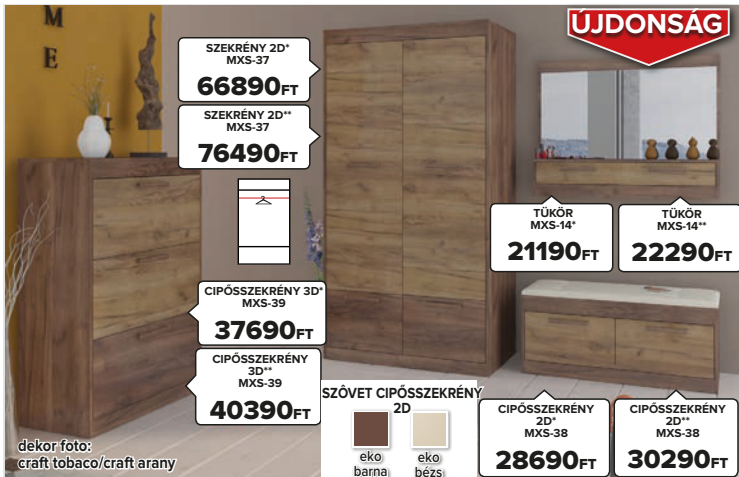 M
E
ÚJDONSÁG
SZEKRÉNY 2D*
MXS-37
66890FT
SZEKRÉNY 2D**
MXS-37
76490FT
TÜKÖR
MXS-14*
21190FT
TÜKÖR
MXS-14**
22290FT
CIPŐSSZEKRÉNY 3D*
MXS-39
37690FT
CIPŐSSZEKRÉNY
3D**
MXS-39
40390FT
SZÔVET CIPŐSSZEKRÉNY
2D
eko
barna
eko
bézs
CIPŐSSZEKRÉNY
2D*
MXS-38
28690FT
CIPŐSSZEKRÉNY
2D**
MXS-38
30290FT
dekor foto:
craft tobaco/craft arany